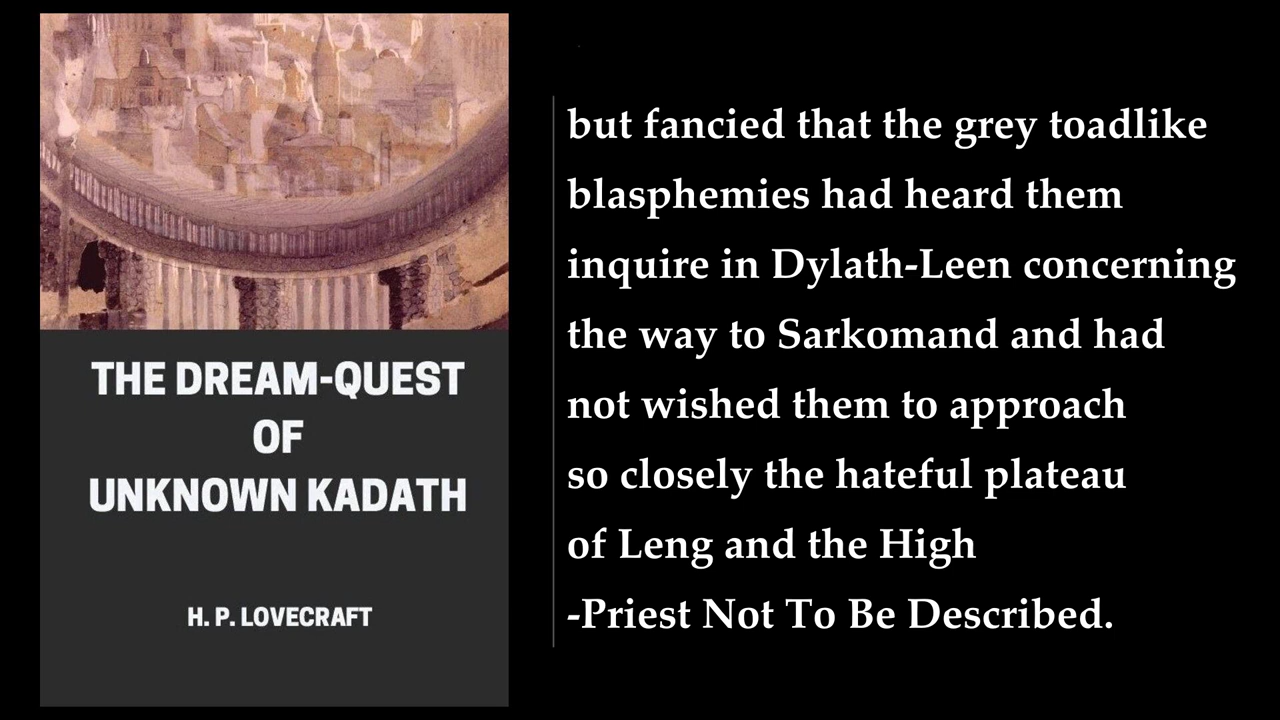 THE DREAM-QUEST
OF
UNKNOWN KADATH
H. P. LOVECRAFT
but fancied that the grey toadlike
blasphemies had heard them
inquire in Dylath-Leen concerning
the way to Sarkomand and had
not wished them to approach
so closely the hateful plateau
of Leng and the High
-Priest Not To Be Described.